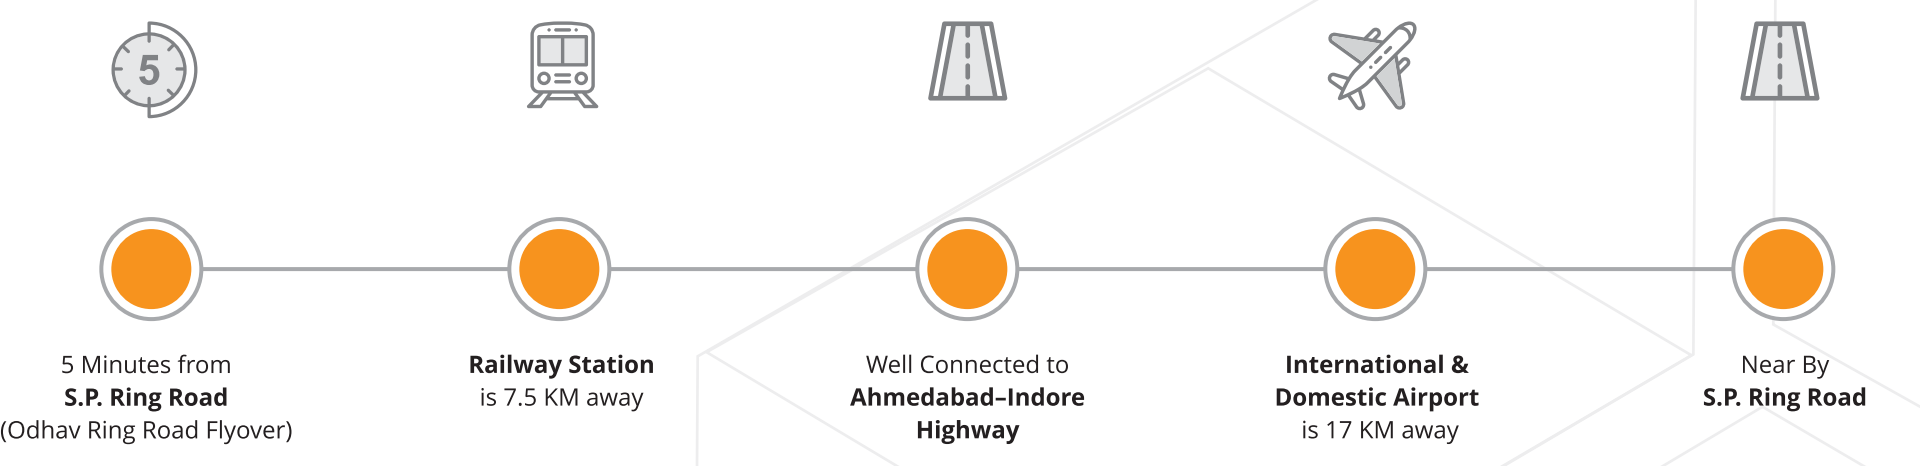 5
5 Minutes from
S.P. Ring Road
(Odhav Ring Road Flyover)
Railway Station
is 7.5 KM away
Well Connected to
Ahmedabad–Indore
Highway
International &
Domestic Airport
is 17 KM away
Near By
S.P. Ring Road